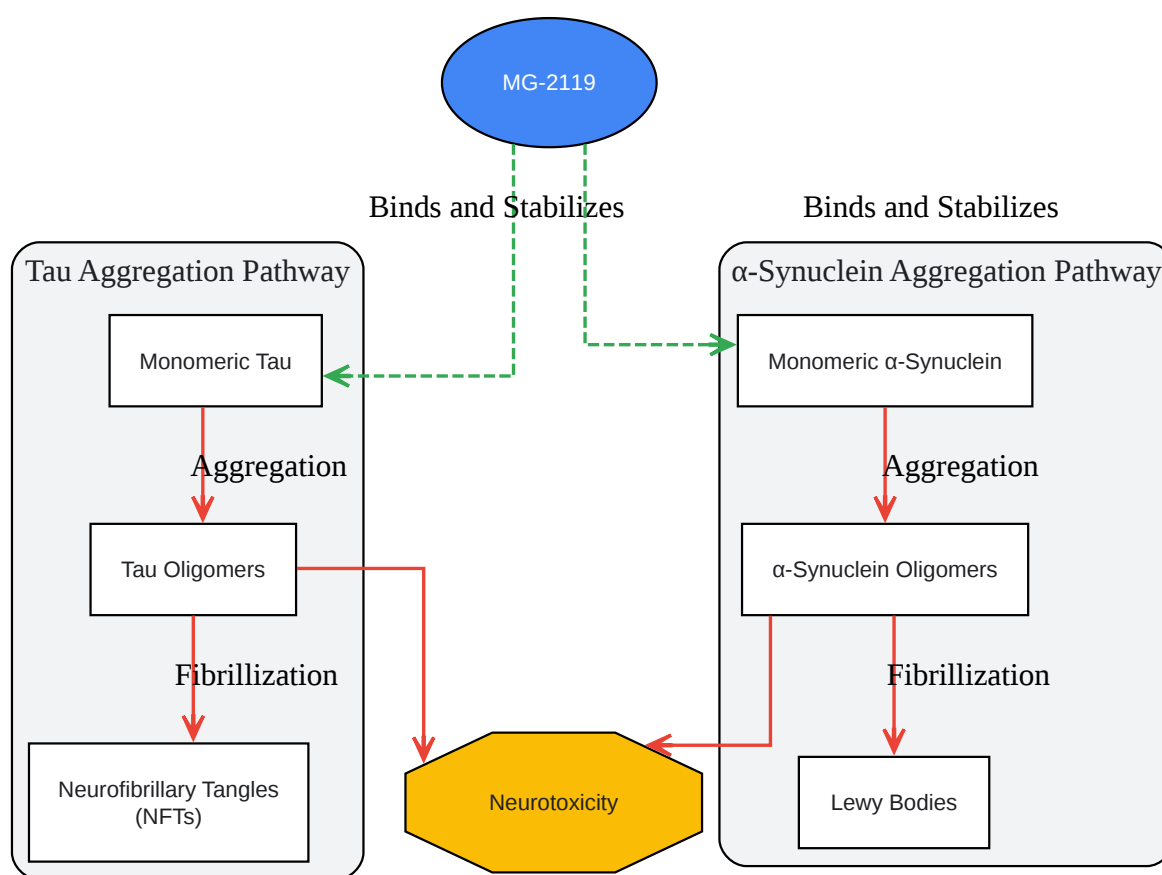 MG-2119
Binds and Stabilizes
Binds and Stabilizes
Tau Aggregation Pathway
α-Synuclein Aggregation Pathway
Monomeric Tau
Monomeric α-Synuclein
Aggregation
Aggregation
Tau Oligomers
α-Synuclein Oligomers
Fibrillization
Fibrillization
Neurofibrillary Tangles
(NFTs)
Neurotoxicity
Lewy Bodies